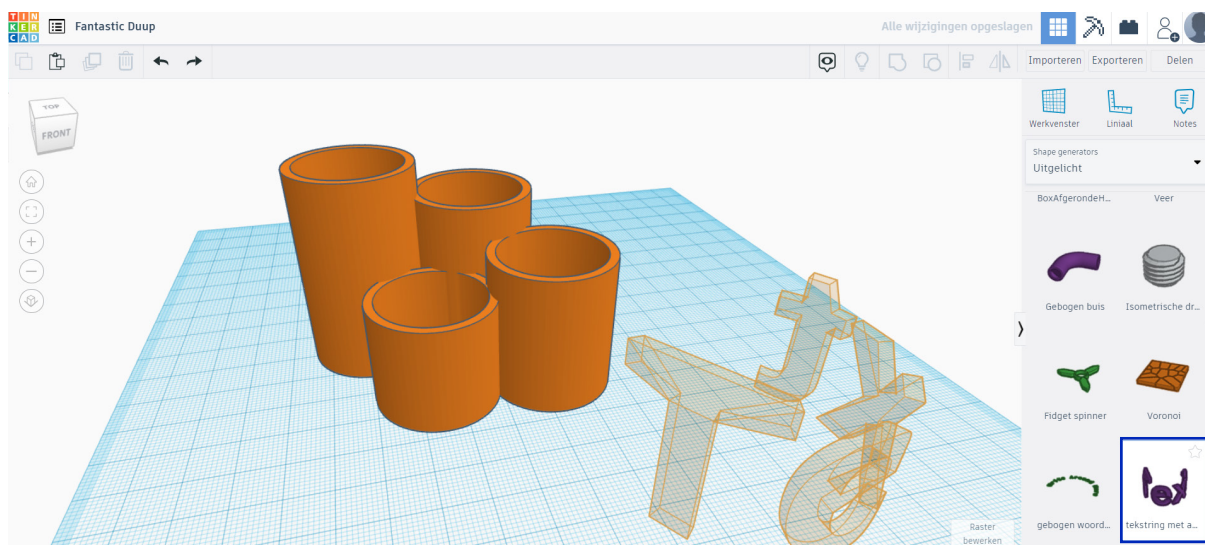 TIN
KER
CAD
Fantastic Duup
Alle wijzigingen opgeslagen
Importeren Exporteren Delen
TOP
FRONT
Werkvenster Liniaal Notes
Shape generators
Uitgelicht
BoxAfgerondeH... Veer
Gebogen buis Isometrische dr...
Fidget spinner Voronoi
gebogen woord... tekstring met a...
Raster
bewerken